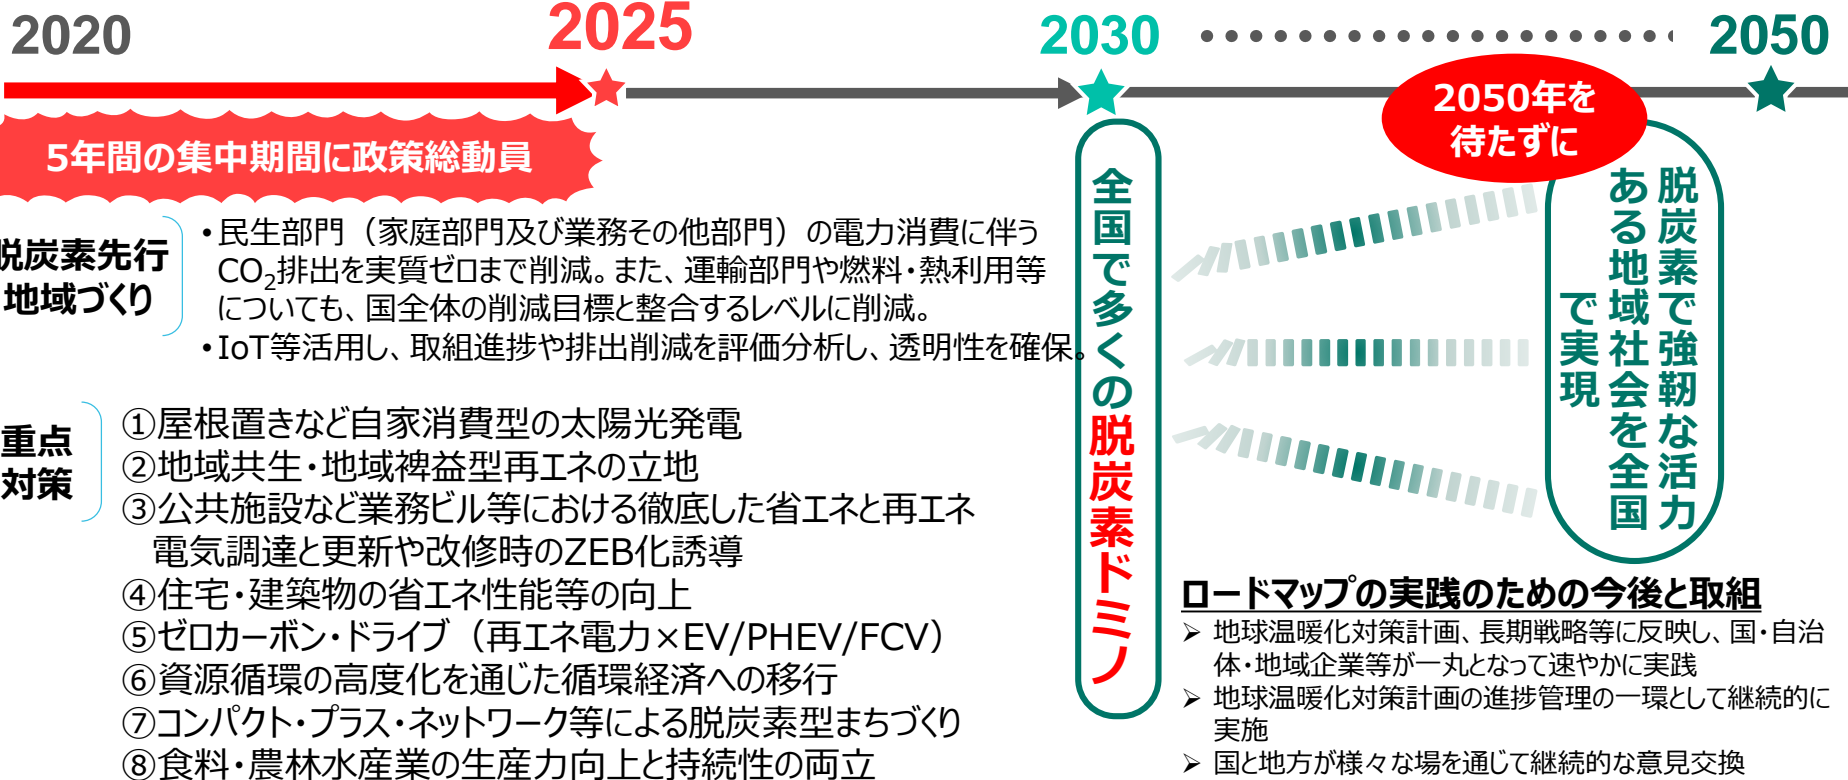 2020
2025
2030
2050
5年間の集中期間に政策総動員
2050年を
待たずに
脱炭素先行
地域づくり
•民生部門（家庭部門及び業務その他部門）の電力消費に伴う
CO₂排出を実質ゼロまで削減。また、運輸部門や燃料・熱利用等
についても、国全体の削減目標と整合するレベルに削減。
•IoT等活用し、取組進捗や排出削減を評価分析し、透明性を確保。
重点
対策
①屋根置きなど自家消費型の太陽光発電
②地域共生・地域裨益型再エネの立地
③公共施設など業務ビル等における徹底した省エネと再エネ
電気調達と更新や改修時のZEB化誘導
④住宅・建築物の省エネ性能等の向上
⑤ゼロカーボン・ドライブ（再エネ電力×EV/PHEV/FCV）
⑥資源循環の高度化を通じた循環経済への移行
⑦コンパクト・プラス・ネットワーク等による脱炭素型まちづくり
⑧食料・農林水産業の生産力向上と持続性の両立
全国で多くの脱炭素ドミノ
脱炭素で強靭な活力
ある地域社会を全国
で実現
ロードマップの実践のための今後と取組
➢ 地球温暖化対策計画、長期戦略等に反映し、国・自治
体・地域企業等が一丸となって速やかに実践
➢ 地球温暖化対策計画の進捗管理の一環として継続的に
実施
➢ 国と地方が様々な場を通じて継続的な意見交換